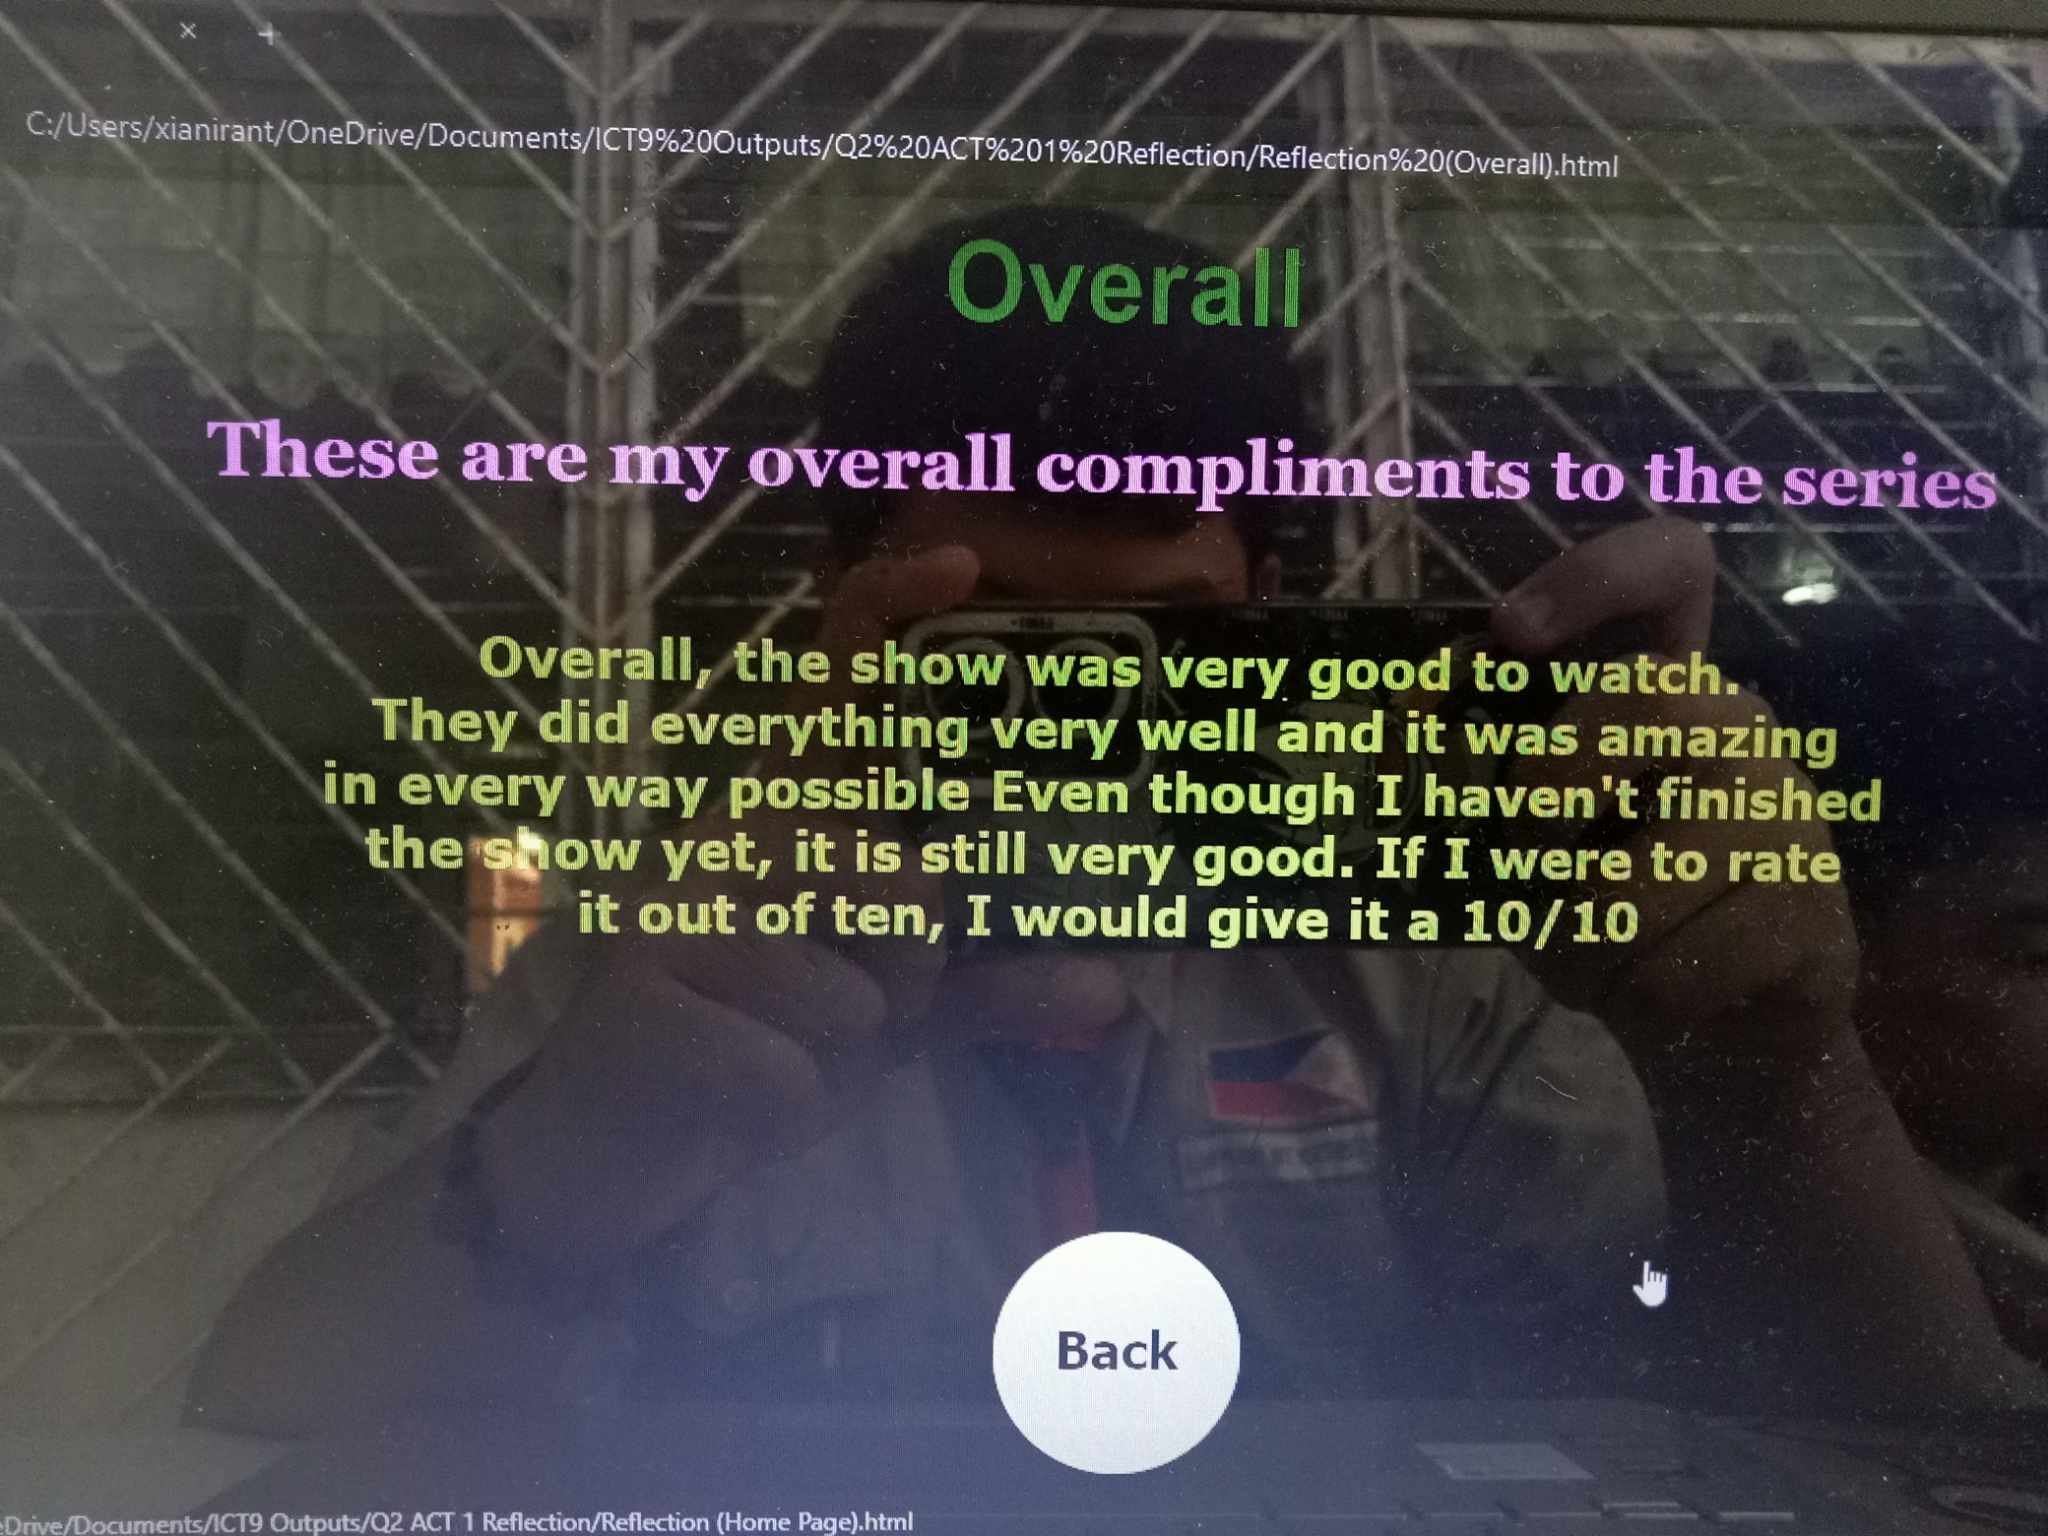 C:/Users/xianirant/OneDrive/Documents/ICT9%20Outputs/Q2%20ACT%201%20Reflection/Reflection%20(Overall).html
Overall
These are my overall compliments to the series
Overall, the show was very good to watch.
They did everything very well and it was amazing
in every way possible Even though I haven't finished
the show yet, it is still very good. If I were to rate
it out of ten, I would give it a 10/10
Back
eDrive/Documents/ICT9 Outputs/Q2 ACT 1 Reflection/Reflection (Home Page).html